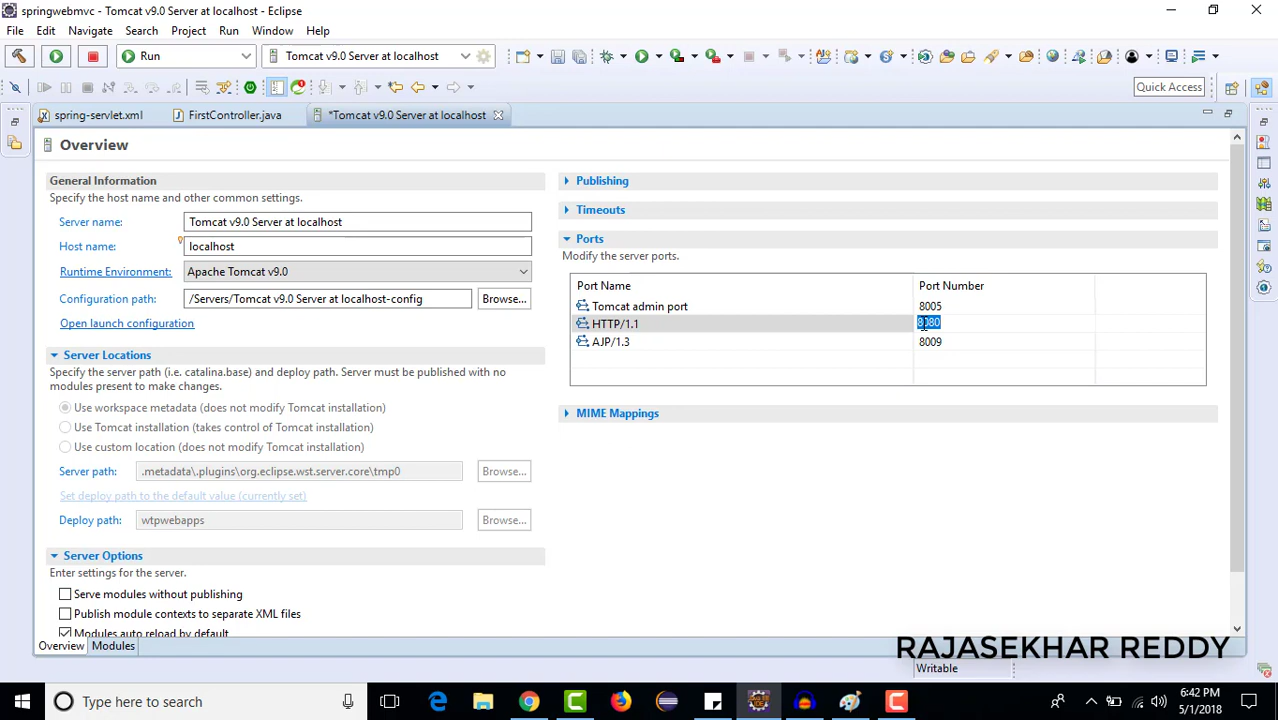 springwebmvc - Tomcat v9.0 Server at localhost - Eclipse
File Edit Navigate Search Project Run Window Help
Run Tomcat v9.0 Server at localhost
Quick Access
spring-servlet.xml FirstController.java *Tomcat v9.0 Server at localhost
Overview
General Information
Specify the host name and other common settings.
Server name: Tomcat v9.0 Server at localhost
Host name: localhost
Runtime Environment: Apache Tomcat v9.0
Configuration path: /Servers/Tomcat v9.0 Server at localhost-config Browse...
Open launch configuration
Server Locations
Specify the server path (i.e. catalina.base) and deploy path. Server must be published with no
modules present to make changes.
Use workspace metadata (does not modify Tomcat installation)
Use Tomcat installation (takes control of Tomcat installation)
Use custom location (does not modify Tomcat installation)
Server path: .metadata\.plugins\org.eclipse.wst.server.core\tmp0 Browse...
Set deploy path to the default value (currently set)
Deploy path: wtpwebapps Browse...
Server Options
Enter settings for the server.
Serve modules without publishing
Publish module contexts to separate XML files
Modules auto reload by default
Publishing
Timeouts
Ports
Modify the server ports.
Port Name Port Number
Tomcat admin port 8005
HTTP/1.1 8080
AJP/1.3 8009
MIME Mappings
Overview Modules
RAJASEKHAR REDDY
Writable
Type here to search
6:42 PM
5/1/2018